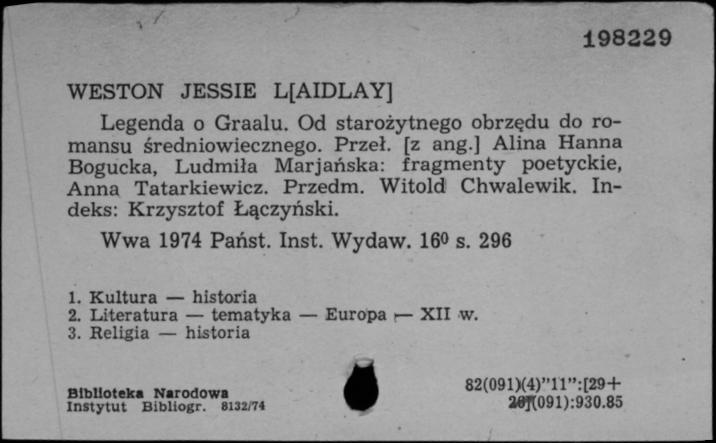 198229
WESTON JESSIE L[AIDLAY]
Legenda o Graalu. Od starożytnego obrzędu do ro-
mansu średniowiecznego. Przeł. [z ang.] Alina Hanna
Bogucka, Ludmiła Marjańska: fragmenty poetyckie,
Anna Tatarkiewicz. Przedm. Witold Chwalewik. In-
deks: Krzysztof Łączyński.
Wwa 1974 Państ. Inst. Wydaw. 16⁰ s. 296
1. Kultura — historia
2. Literatura — tematyka — Europa — XII w.
3. Religia — historia
Biblioteka Narodowa
Instytut Bibliogr. 8132/74
82(091)(4)”11”:[29+
(091):930.85